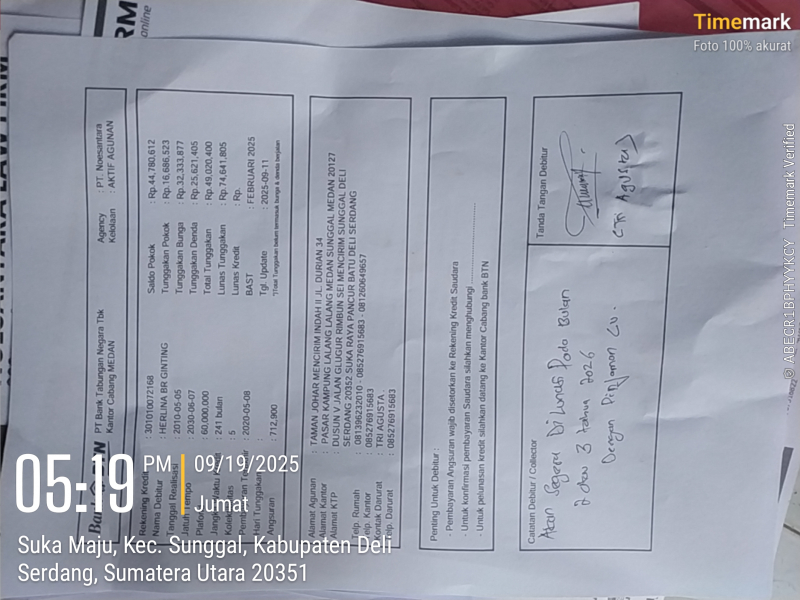 Timemark
Foto 100% akurat
RM
online
PT Bank Tabungan Negara Tbk
Kantor Cabang MEDAN
Agency : PT. Noesantara
Kelolaan : AKTIF AGUNAN
Rekening Kredit : 301010072168
Nama Debitur : HERLINA BR GINTING
Tanggal Realisasi : 2010-05-05
Jatuh Tempo : 2030-06-07
: 60,000,000
: 241 bulan
: 5
: 2020-05-08
Hari Tunggakan :
Angsuran : 712,900
Saldo Pokok : Rp.44,780,612
Tunggakan Pokok : Rp.16,686,523
Tunggakan Bunga : Rp.32,333,877
Tunggakan Denda : Rp.25,621,405
Total Tunggakan : Rp.49,020,400
Lunas Tunggakan : Rp.74,641,805
Lunas Kredit : Rp.
BAST : FEBRUARI 2025
Tgl. Update : 2025-09-11
Alamat Agunan : TAMAN JOHAR MENCIRIM INDAH II JL. DURIAN 34
Alamat Kantor : PASAR KAMPUNG LALANG LALANG MEDAN SUNGGAL MEDAN 20127
Alamat KTP : DUSUN V JALAN GLUGUR RIMBUN SEI MENCIRIM SUNGGAL DELI
SERDANG 20352 SUKA RAYA PANCUR BATU DELI SERDANG
Telp. Rumah : 081396232010 - 085276915683 - 081260649657
Telp. Kantor : 085276915683
Kontak Darurat : TRI AGUSTA
Telp. Darurat : 085276915683
Penting Untuk Debitur :
- Pembayaran Angsuran wajib disetorkan ke Rekening Kredit Saudara
- Untuk konfirmasi pembayaran Saudara silahkan menghubungi
- Untuk pelunasan kredit silahkan datang ke Kantor Cabang bank BTN
Catatan Debitur / Collector
Akan Segera Di Lunasi Pada Bulan
3 tahun 2026
Dengan Pinjaman CU.
Tanda Tangan Debitur
05:19 PM
09/19/2025
Jumat
Suka Maju, Kec. Sunggal, Kabupaten Deli
Serdang, Sumatera Utara 20351
© ABECR1BPHYYKCY Timemark Verified